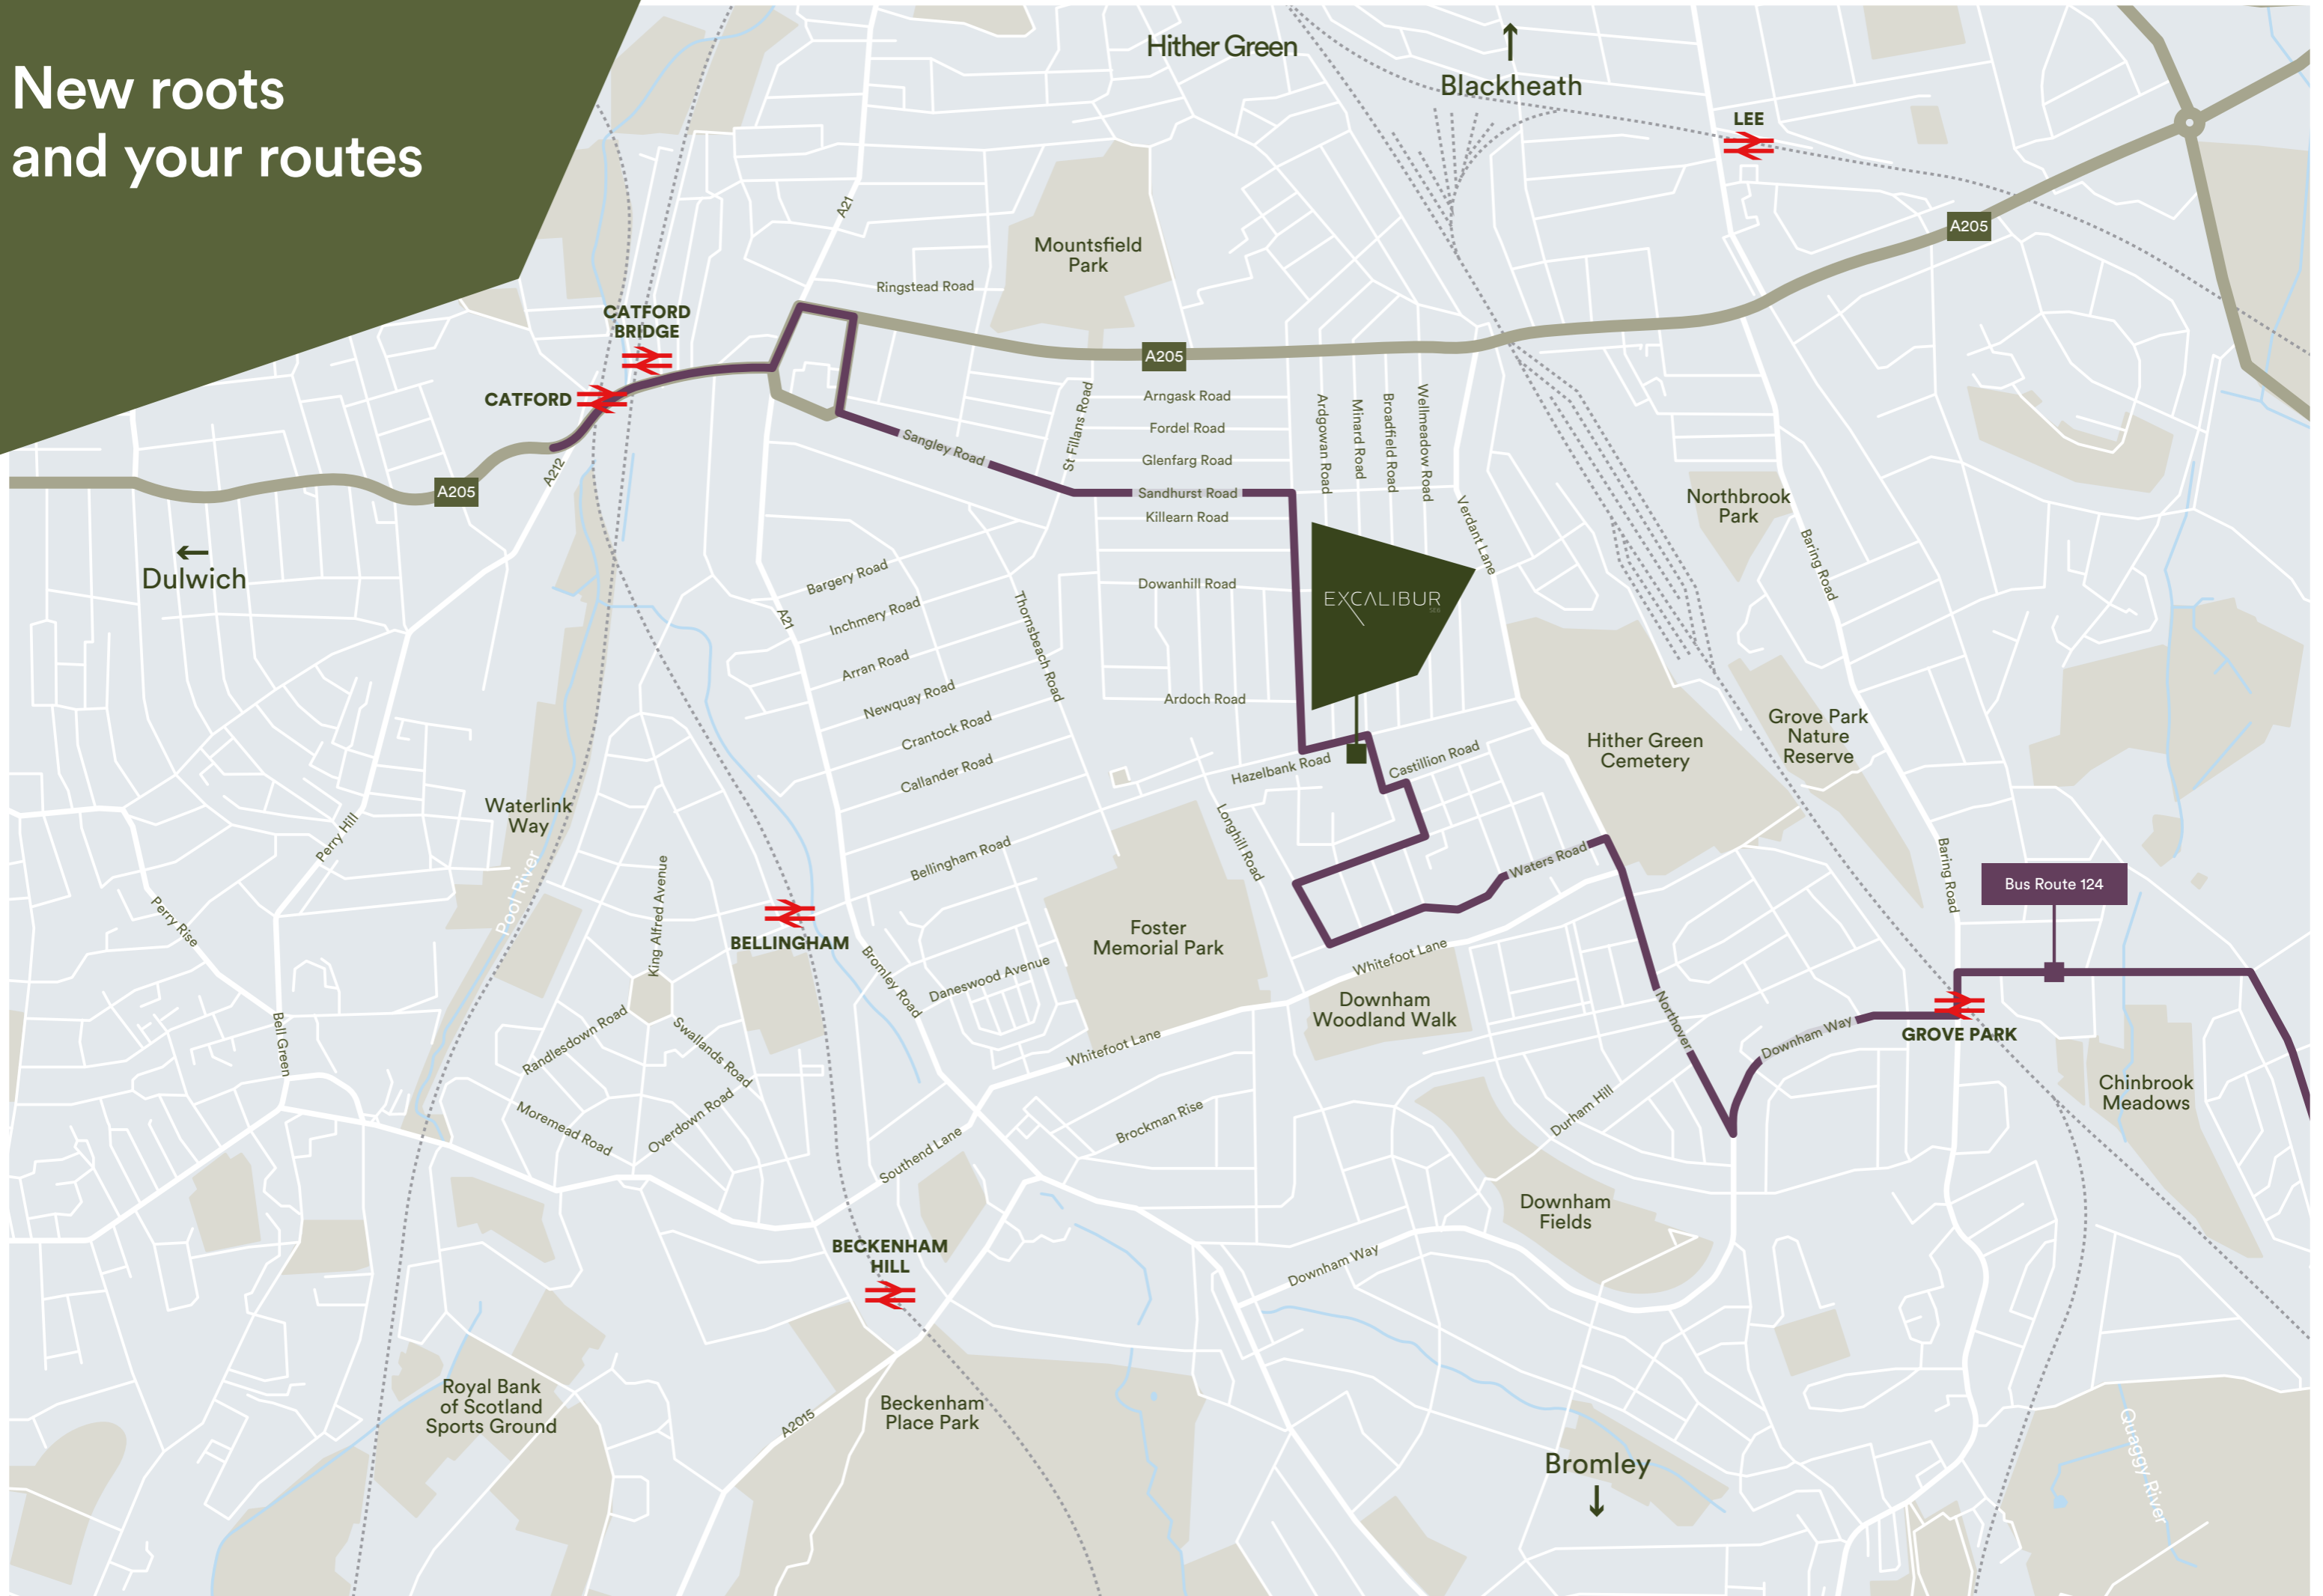 New roots
and your routes
Hither Green
Blackheath
LEE
A21
A205
Mountsfield
Park
Ringstead Road
CATFORD
BRIDGE
A205
CATFORD
Arngask Road
Fordel Road
Glenfarg Road
Sandhurst Road
Killearn Road
St Fillans Road
Sangley Road
Ardgowan Road
Minard Road
Broadfield Road
Wellmeadow Road
Verdant Lane
A212
A205
Northbrook
Park
Baring Road
Dulwich
EXCALIBUR
SE6
Bargery Road
Inchmery Road
Arran Road
Newquay Road
Crantock Road
Callander Road
A21
Thornsbeach Road
Dowanhill Road
Ardoch Road
Hazelbank Road
Castillion Road
Hither Green
Cemetery
Grove Park
Nature
Reserve
Waterlink
Way
Perry Hill
Pool River
Longhill Road
Bellingham Road
Waters Road
Baring Road
Bus Route 124
King Alfred Avenue
Perry Rise
BELLINGHAM
Foster
Memorial Park
Bromley Road
Daneswood Avenue
Whitefoot Lane
Downham
Woodland Walk
Northover
Downham Way
GROVE PARK
Bell Green
Randlesdown Road
Swallands Road
Whitefoot Lane
Chinbrook
Meadows
Moremead Road
Overdown Road
Southend Lane
Brockman Rise
Durham Hill
Downham
Fields
BECKENHAM
HILL
Downham Way
Royal Bank
of Scotland
Sports Ground
A2015
Beckenham
Place Park
Bromley
Quaggy River